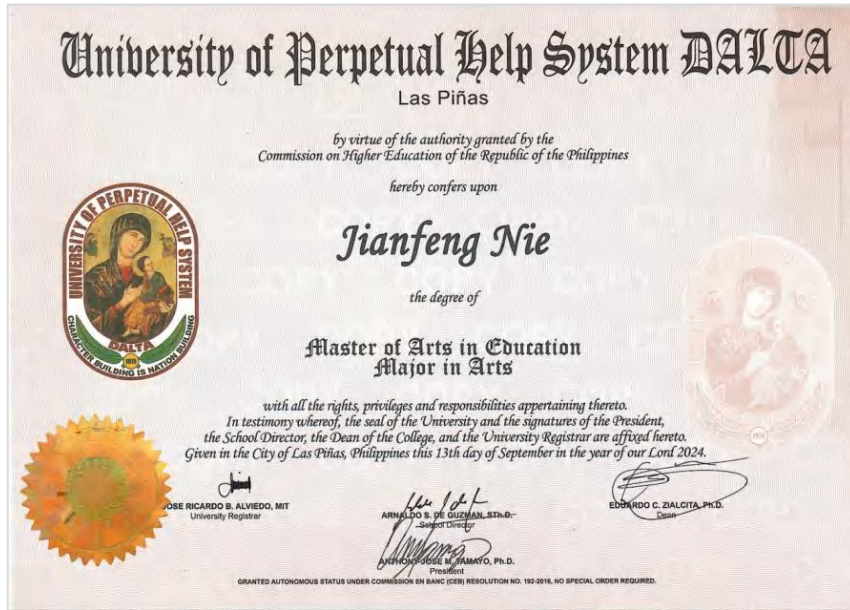 University of Perpetual Help System DALTA
Las Piñas
by virtue of the authority granted by the
Commission on Higher Education of the Republic of the Philippines
hereby confers upon
Jianfeng Nie
the degree of
Master of Arts in Education
Major in Arts
with all the rights, privileges and responsibilities appertaining thereto.
In testimony whereof, the seal of the University and the signatures of the President,
the School Director, the Dean of the College, and the University Registrar are affixed hereto.
Given in the City of Las Piñas, Philippines this 13th day of September in the year of our Lord 2024.
UNIVERSITY OF PERPETUAL HELP SYSTEM
DALTA
1975
CHARACTER BUILDING IS NATION BUILDING
JOSE RICARDO B. ALVIEDO, MIT
University Registrar
ARNALDO S. DE GUZMAN, STh.D.
School Director
EDUARDO C. ZIALCITA, Ph.D.
Dean
ANTHONY JOSE M. TAMAYO, Ph.D.
President
GRANTED AUTONOMOUS STATUS UNDER COMMISSION EN BANC (CEB) RESOLUTION NO. 192-2016, NO SPECIAL ORDER REQUIRED.